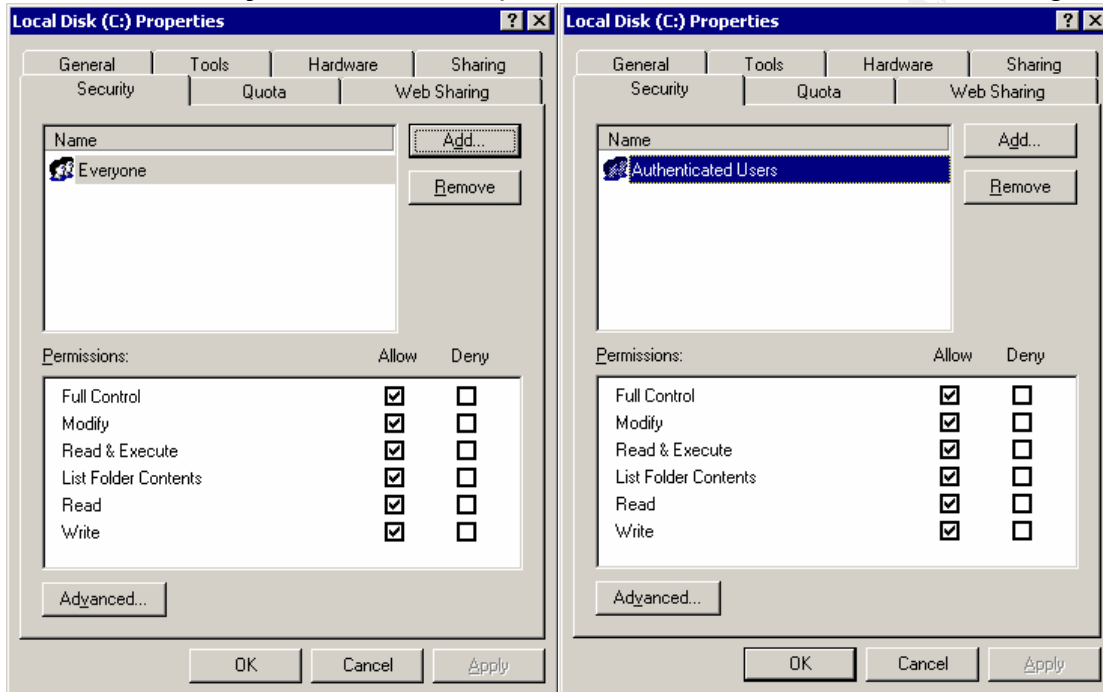 Local Disk (C:) Properties
General Tools Hardware Sharing
Security Quota Web Sharing
Name
Everyone
Add...
Remove
Permissions: Allow Deny
Full Control
Modify
Read & Execute
List Folder Contents
Read
Write
Advanced...
OK Cancel Apply
Local Disk (C:) Properties
General Tools Hardware Sharing
Security Quota Web Sharing
Name
Authenticated Users
Add...
Remove
Permissions: Allow Deny
Full Control
Modify
Read & Execute
List Folder Contents
Read
Write
Advanced...
OK Cancel Apply